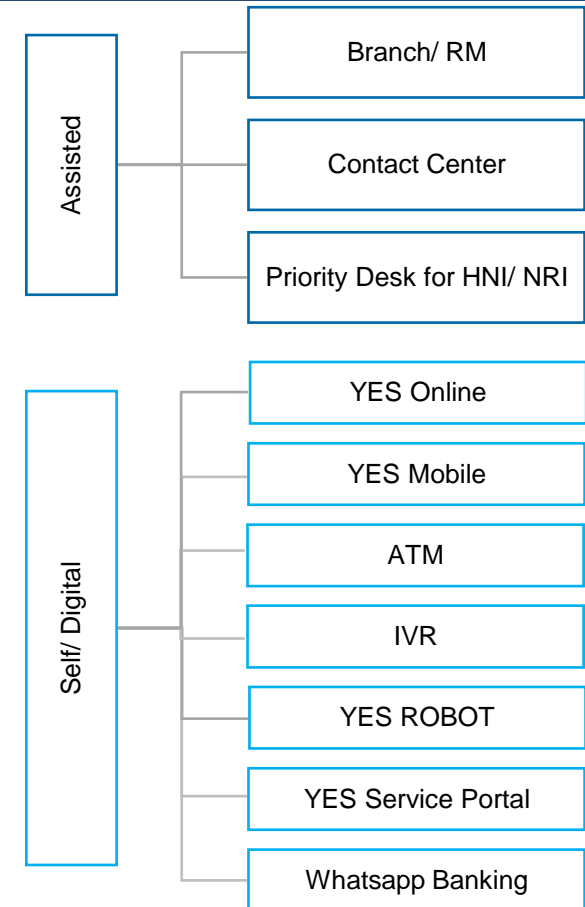 Assisted
Branch/ RM
Contact Center
Priority Desk for HNI/ NRI
Self/ Digital
YES Online
YES Mobile
ATM
IVR
YES ROBOT
YES Service Portal
Whatsapp Banking